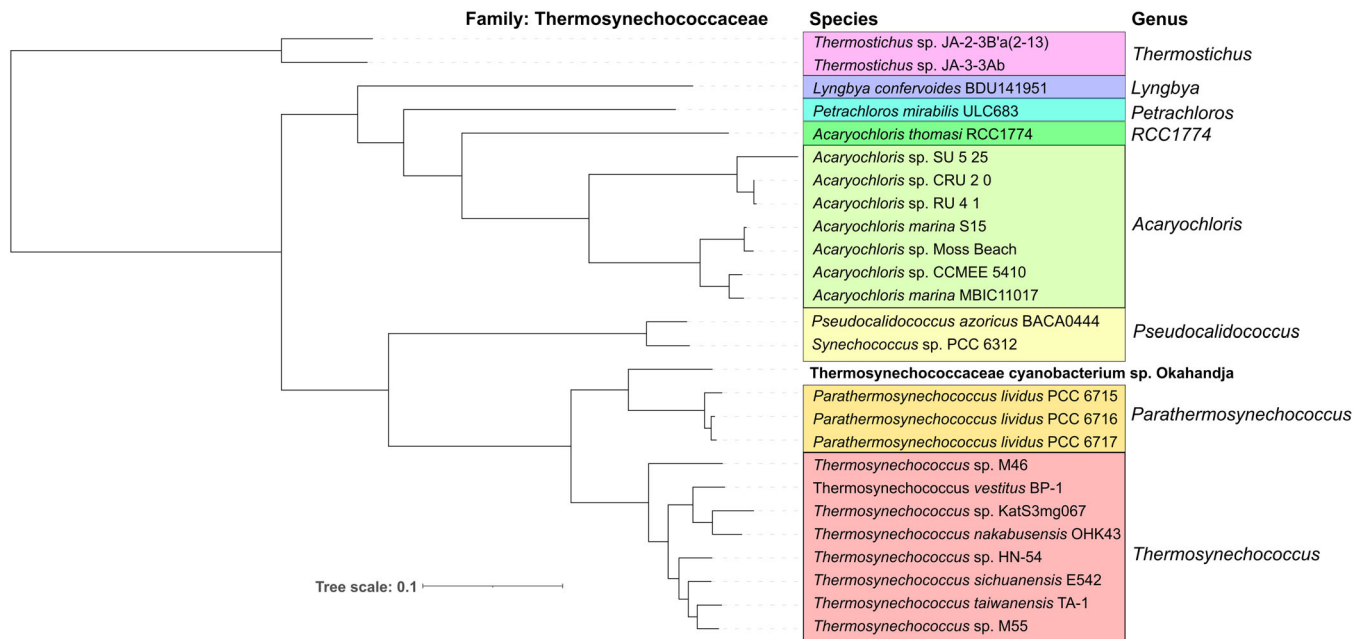 Family: Thermosynechococcaceae Species Genus
Thermostichus sp. JA-2-3B'a(2-13)
Thermostichus
Thermostichus sp. JA-3-3Ab
Lyngbya confervoides BDU141951 Lyngbya
Petrachloros mirabilis ULC683 Petrachloros
Acaryochloris thomasi RCC1774 RCC1774
Acaryochloris sp. SU 5 25
Acaryochloris sp. CRU 2 0
Acaryochloris sp. RU 4 1
Acaryochloris marina S15
Acaryochloris
Acaryochloris sp. Moss Beach
Acaryochloris sp. CCMEE 5410
Acaryochloris marina MBIC11017
Pseudocalidococcus azoricus BACA0444
Pseudocalidococcus
Synechococcus sp. PCC 6312
Thermosynechococcaceae cyanobacterium sp. Okahandja
Parathermosynechococcus lividus PCC 6715
Parathermosynechococcus lividus PCC 6716 Parathermosynechococcus
Parathermosynechococcus lividus PCC 6717
Thermosynechococcus sp. M46
Thermosynechococcus vestitus BP-1
Thermosynechococcus sp. KatS3mg067
Thermosynechococcus nakabusensis OHK43
Thermosynechococcus
Thermosynechococcus sp. HN-54
Thermosynechococcus sichuanensis E542
Tree scale: 0.1
Thermosynechococcus taiwanensis TA-1
Thermosynechococcus sp. M55